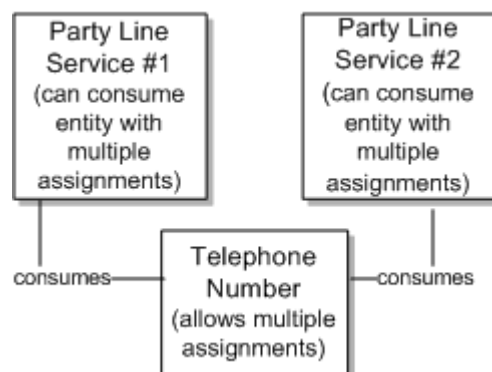 Party Line
Service #1
(can consume
entity with
multiple
assignments)
Party Line
Service #2
(can consume
entity with
multiple
assignments)
consumes
Telephone
Number
(allows multiple
assignments)
consumes